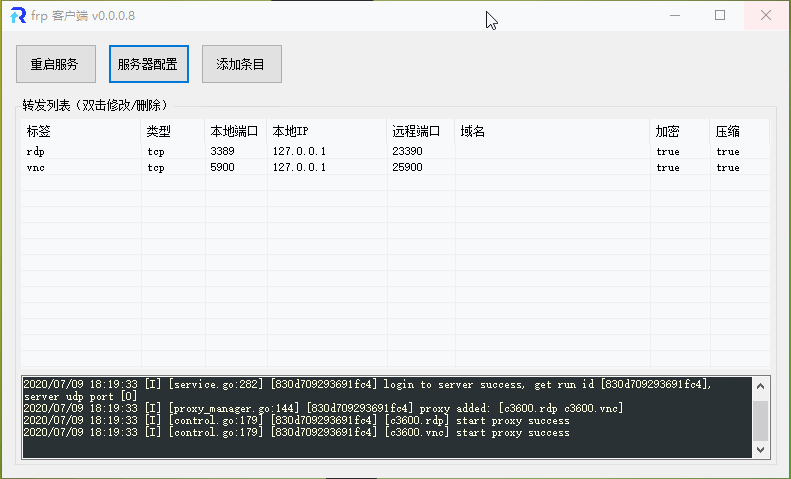 frp 客户端 v0.0.0.8
重启服务 服务器配置 添加条目
转发列表（双击修改/删除）
标签 类型 本地端口 本地IP 远程端口 域名 加密 压缩
rdp tcp 3389 127.0.0.1 23390 true true
vnc tcp 5900 127.0.0.1 25900 true true
2020/07/09 18:19:33 [I] [service.go:282] [830d709293691fc4] login to server success, get run id [830d709293691fc4],
server udp port [0]
2020/07/09 18:19:33 [I] [proxy_manager.go:144] [830d709293691fc4] proxy added: [c3600.rdp c3600.vnc]
2020/07/09 18:19:33 [I] [control.go:179] [830d709293691fc4] [c3600.rdp] start proxy success
2020/07/09 18:19:33 [I] [control.go:179] [830d709293691fc4] [c3600.vnc] start proxy success